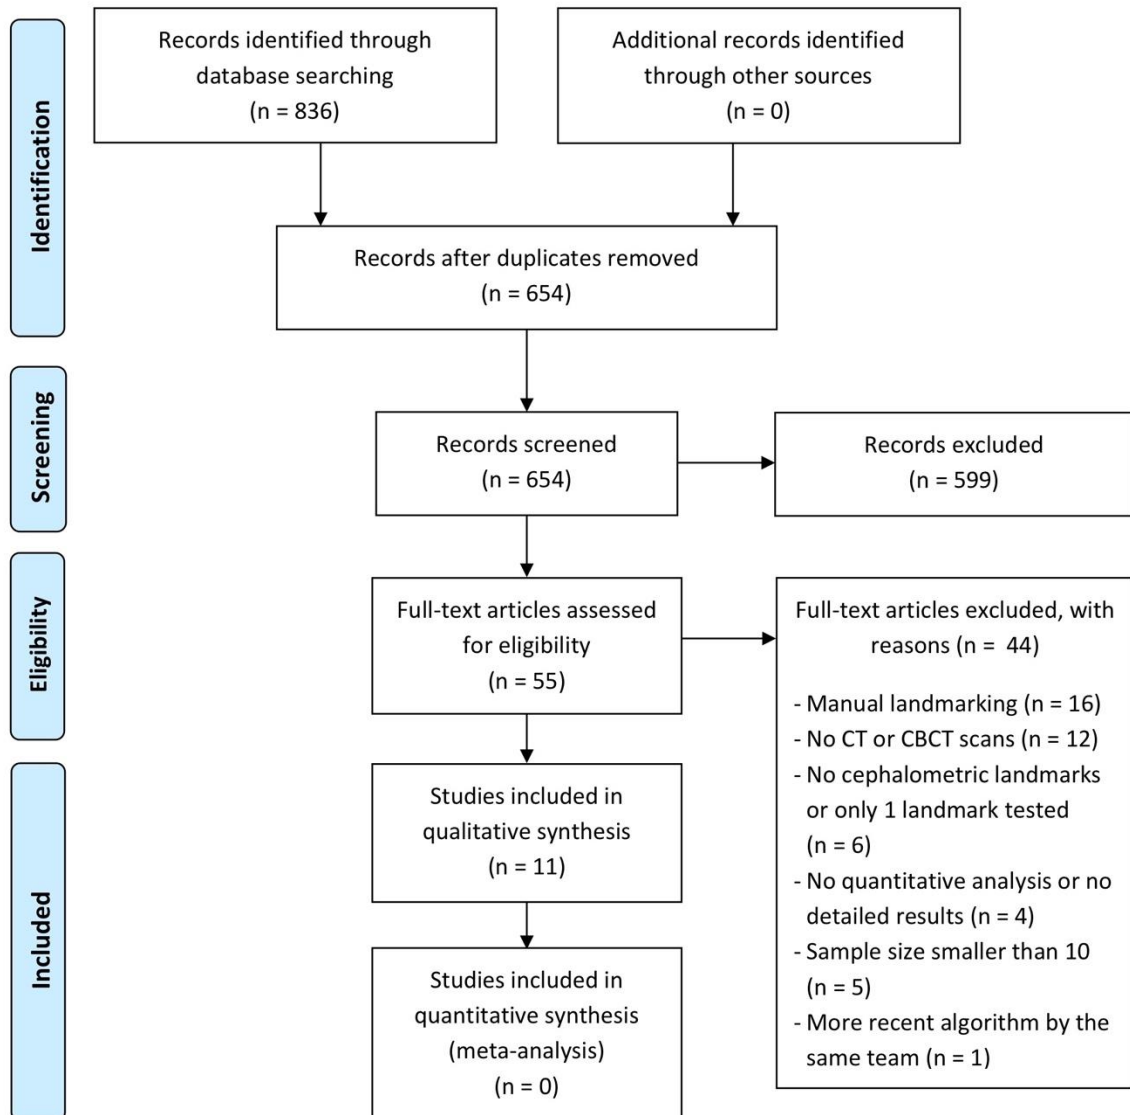 Identification
Records identified through
database searching
(n = 836)
Additional records identified
through other sources
(n = 0)
Records after duplicates removed
(n = 654)
Screening
Records screened
(n = 654)
Records excluded
(n = 599)
Eligibility
Full-text articles assessed
for eligibility
(n = 55)
Full-text articles excluded, with
reasons (n =  44)
- Manual landmarking (n = 16)
- No CT or CBCT scans (n = 12)
- No cephalometric landmarks
or only 1 landmark tested
(n = 6)
- No quantitative analysis or no
detailed results (n = 4)
- Sample size smaller than 10
(n = 5)
- More recent algorithm by the
same team (n = 1)
Included
Studies included in
qualitative synthesis
(n = 11)
Studies included in
quantitative synthesis
(meta-analysis)
(n = 0)